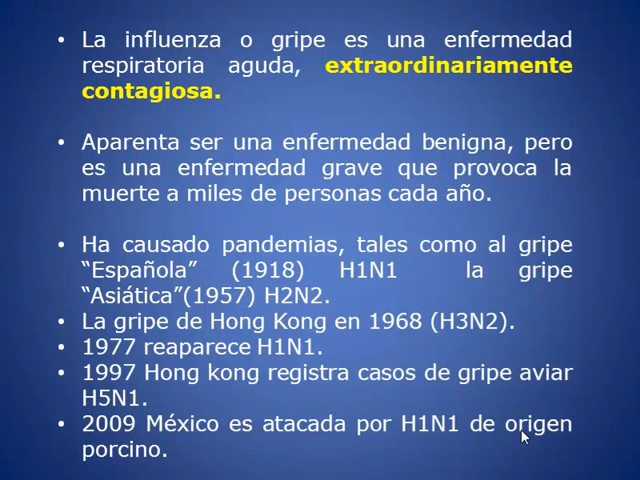 • La influenza o gripe es una enfermedad
respiratoria aguda, extraordinariamente
contagiosa.
• Aparenta ser una enfermedad benigna, pero
es una enfermedad grave que provoca la
muerte a miles de personas cada año.
• Ha causado pandemias, tales como al gripe
“Española” (1918) H1N1 la gripe
“Asiática”(1957) H2N2.
• La gripe de Hong Kong en 1968 (H3N2).
• 1977 reaparece H1N1.
• 1997 Hong kong registra casos de gripe aviar
H5N1.
• 2009 México es atacada por H1N1 de origen
porcino.